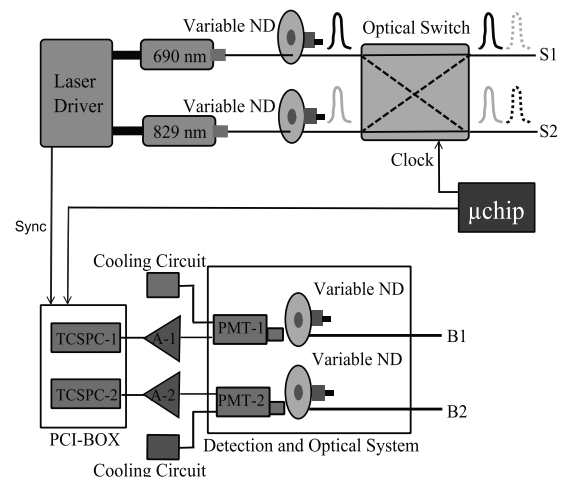 Variable ND
Optical Switch
Laser
Driver
690 nm
S1
Variable ND
829 nm
S2
Clock
µchip
Sync
Cooling Circuit
Variable ND
PMT-1
TCSPC-1
A-1
B1
Variable ND
TCSPC-2
A-2
PMT-2
B2
PCI-BOX
Detection and Optical System
Cooling Circuit